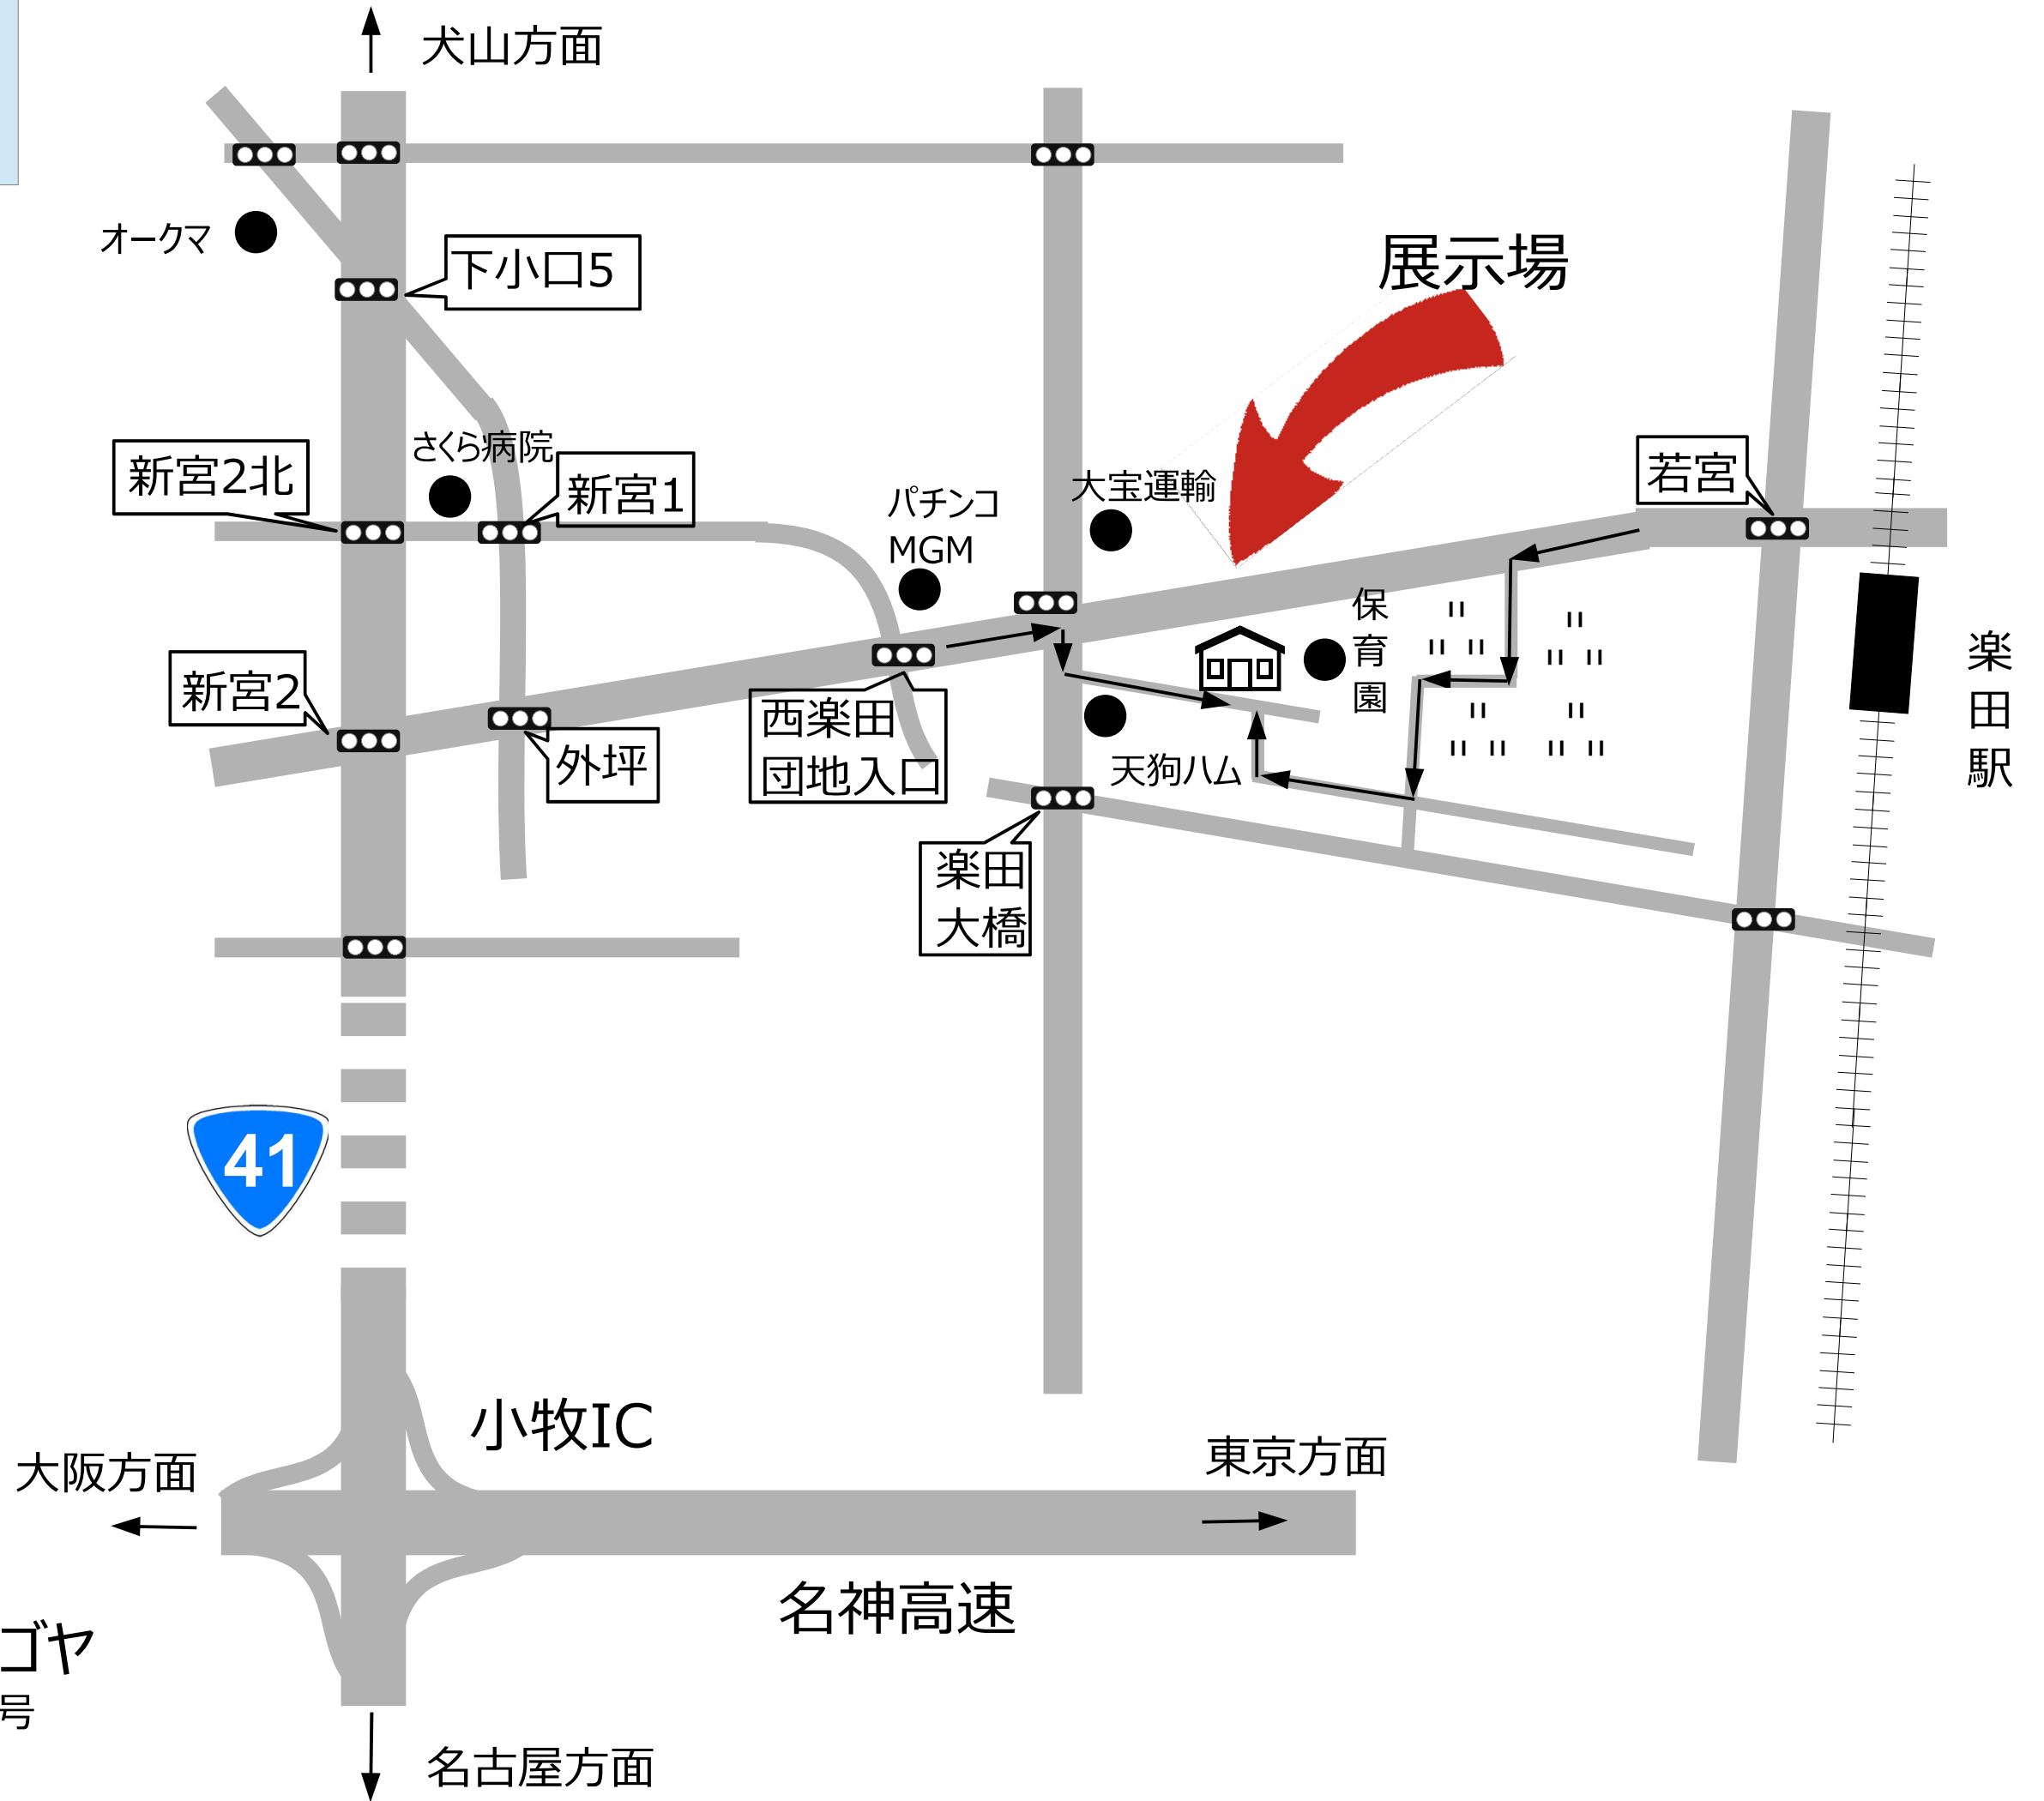 犬山方面
オークマ
下小口5
展示場
さくら病院
新宮2北
新宮1
パチンコ
MGM
大宝運輸
若宮
保育園
楽田駅
新宮2
外坪
西楽田
団地入口
天狗ハム
楽田
大橋
41
小牧IC
大阪方面
東京方面
名神高速
ゴヤ
号
名古屋方面